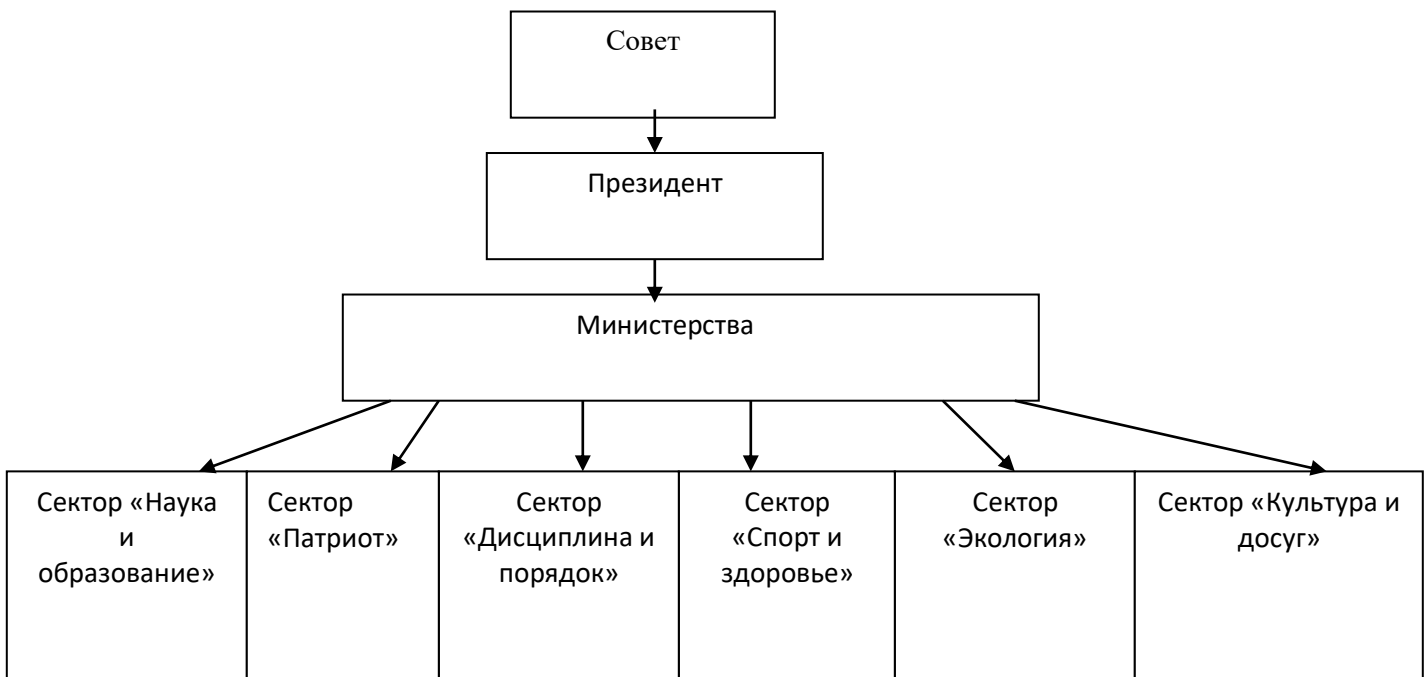 Совет
Президент
Министерства
Сектор «Наука
и
образование»
Сектор
«Патриот»
Сектор
«Дисциплина и
порядок»
Сектор
«Спорт и
здоровье»
Сектор
«Экология»
Сектор «Культура и
досуг»